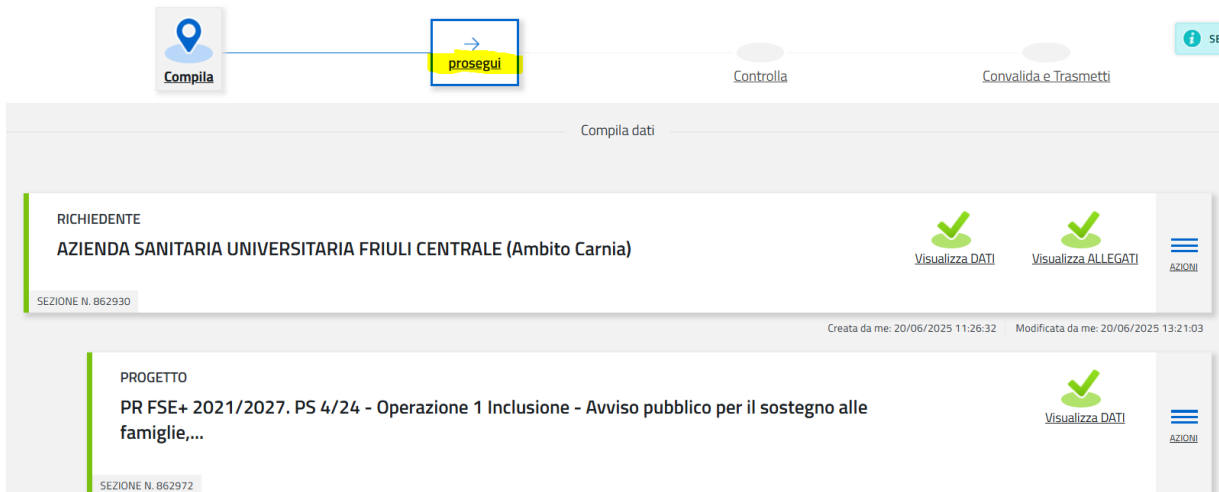 →
prosegui
Compila
Controlla
Convalida e Trasmetti
Compila dati
RICHIEDENTE
AZIENDA SANITARIA UNIVERSITARIA FRIULI CENTRALE (Ambito Carnia)
Visualizza DATI
Visualizza ALLEGATI
AZIONI
SEZIONE N. 862930
Creata da me: 20/06/2025 11:26:32
Modificata da me: 20/06/2025 13:21:03
PROGETTO
PR FSE+ 2021/2027. PS 4/24 - Operazione 1 Inclusione - Avviso pubblico per il sostegno alle
famiglie,...
Visualizza DATI
AZIONI
SEZIONE N. 862972